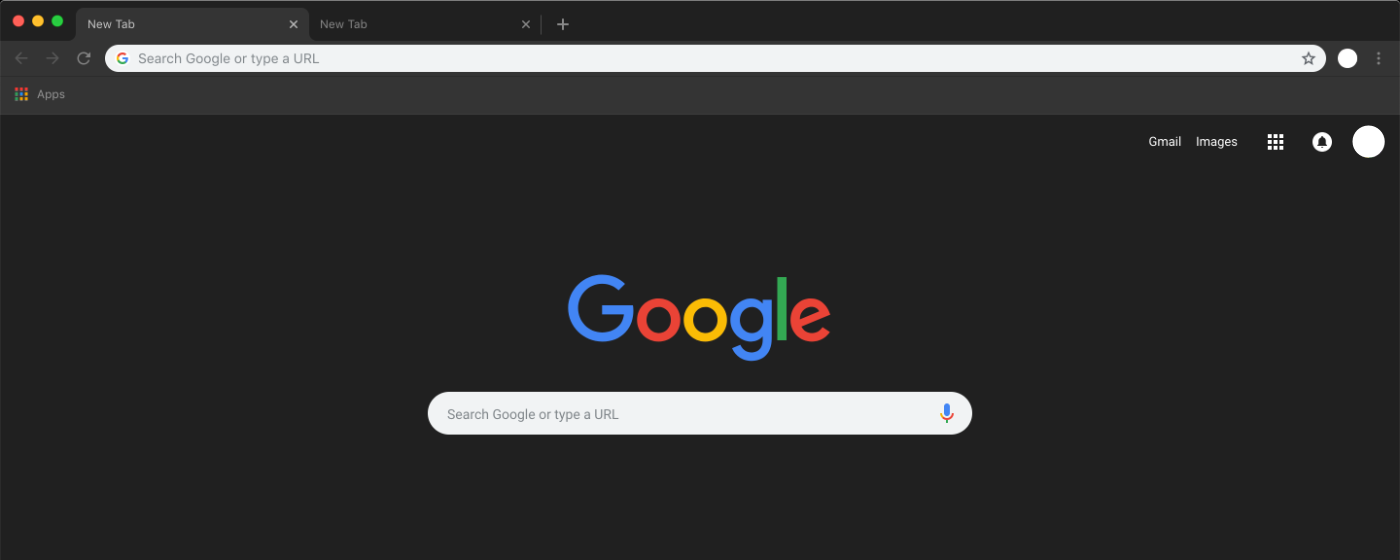 New Tab
New Tab
Search Google or type a URL
Apps
Gmail Images
Google
Search Google or type a URL